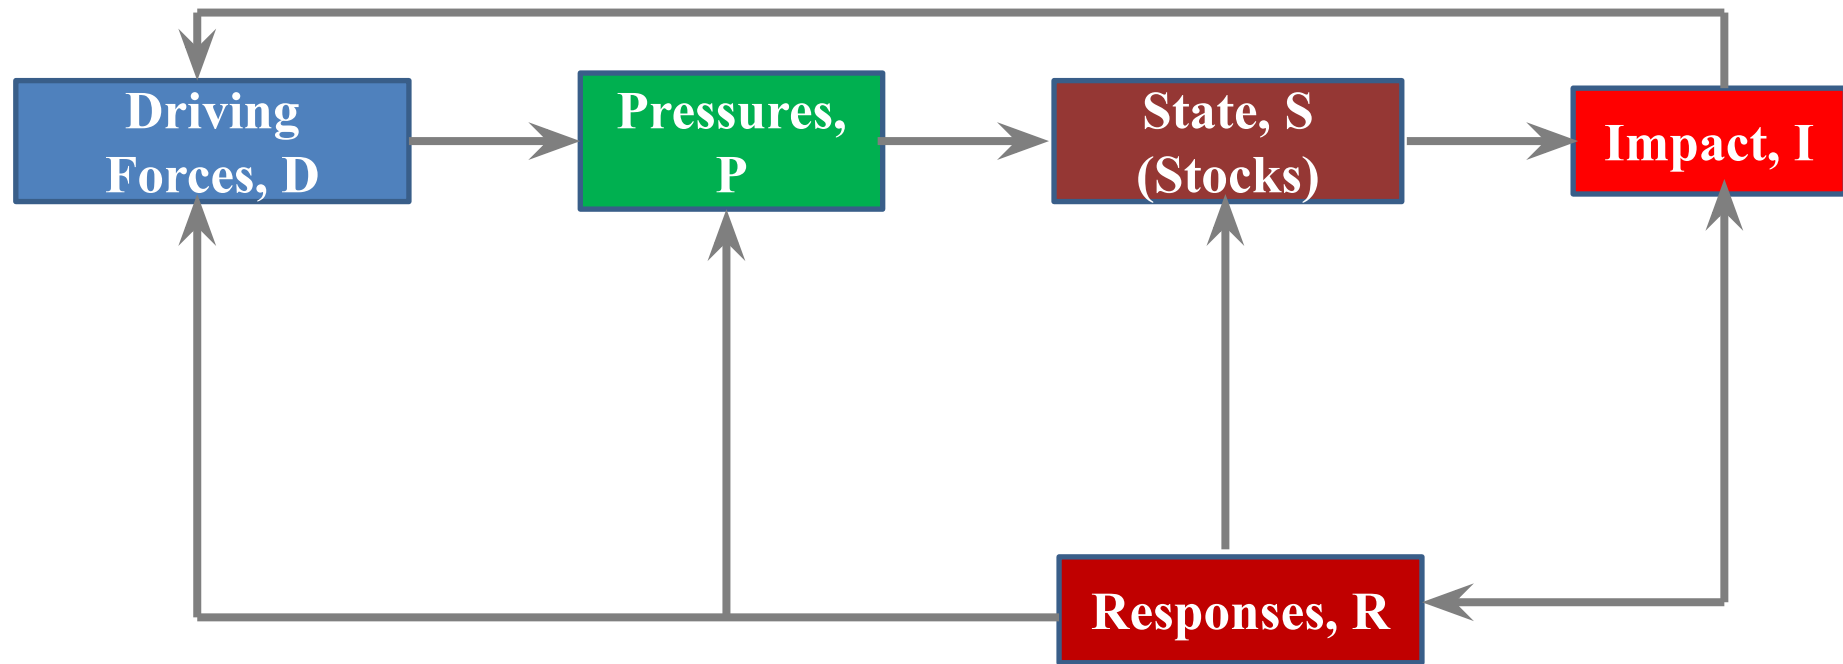 Driving
Forces, D
Pressures,
P
State, S
(Stocks)
Impact, I
Responses, R